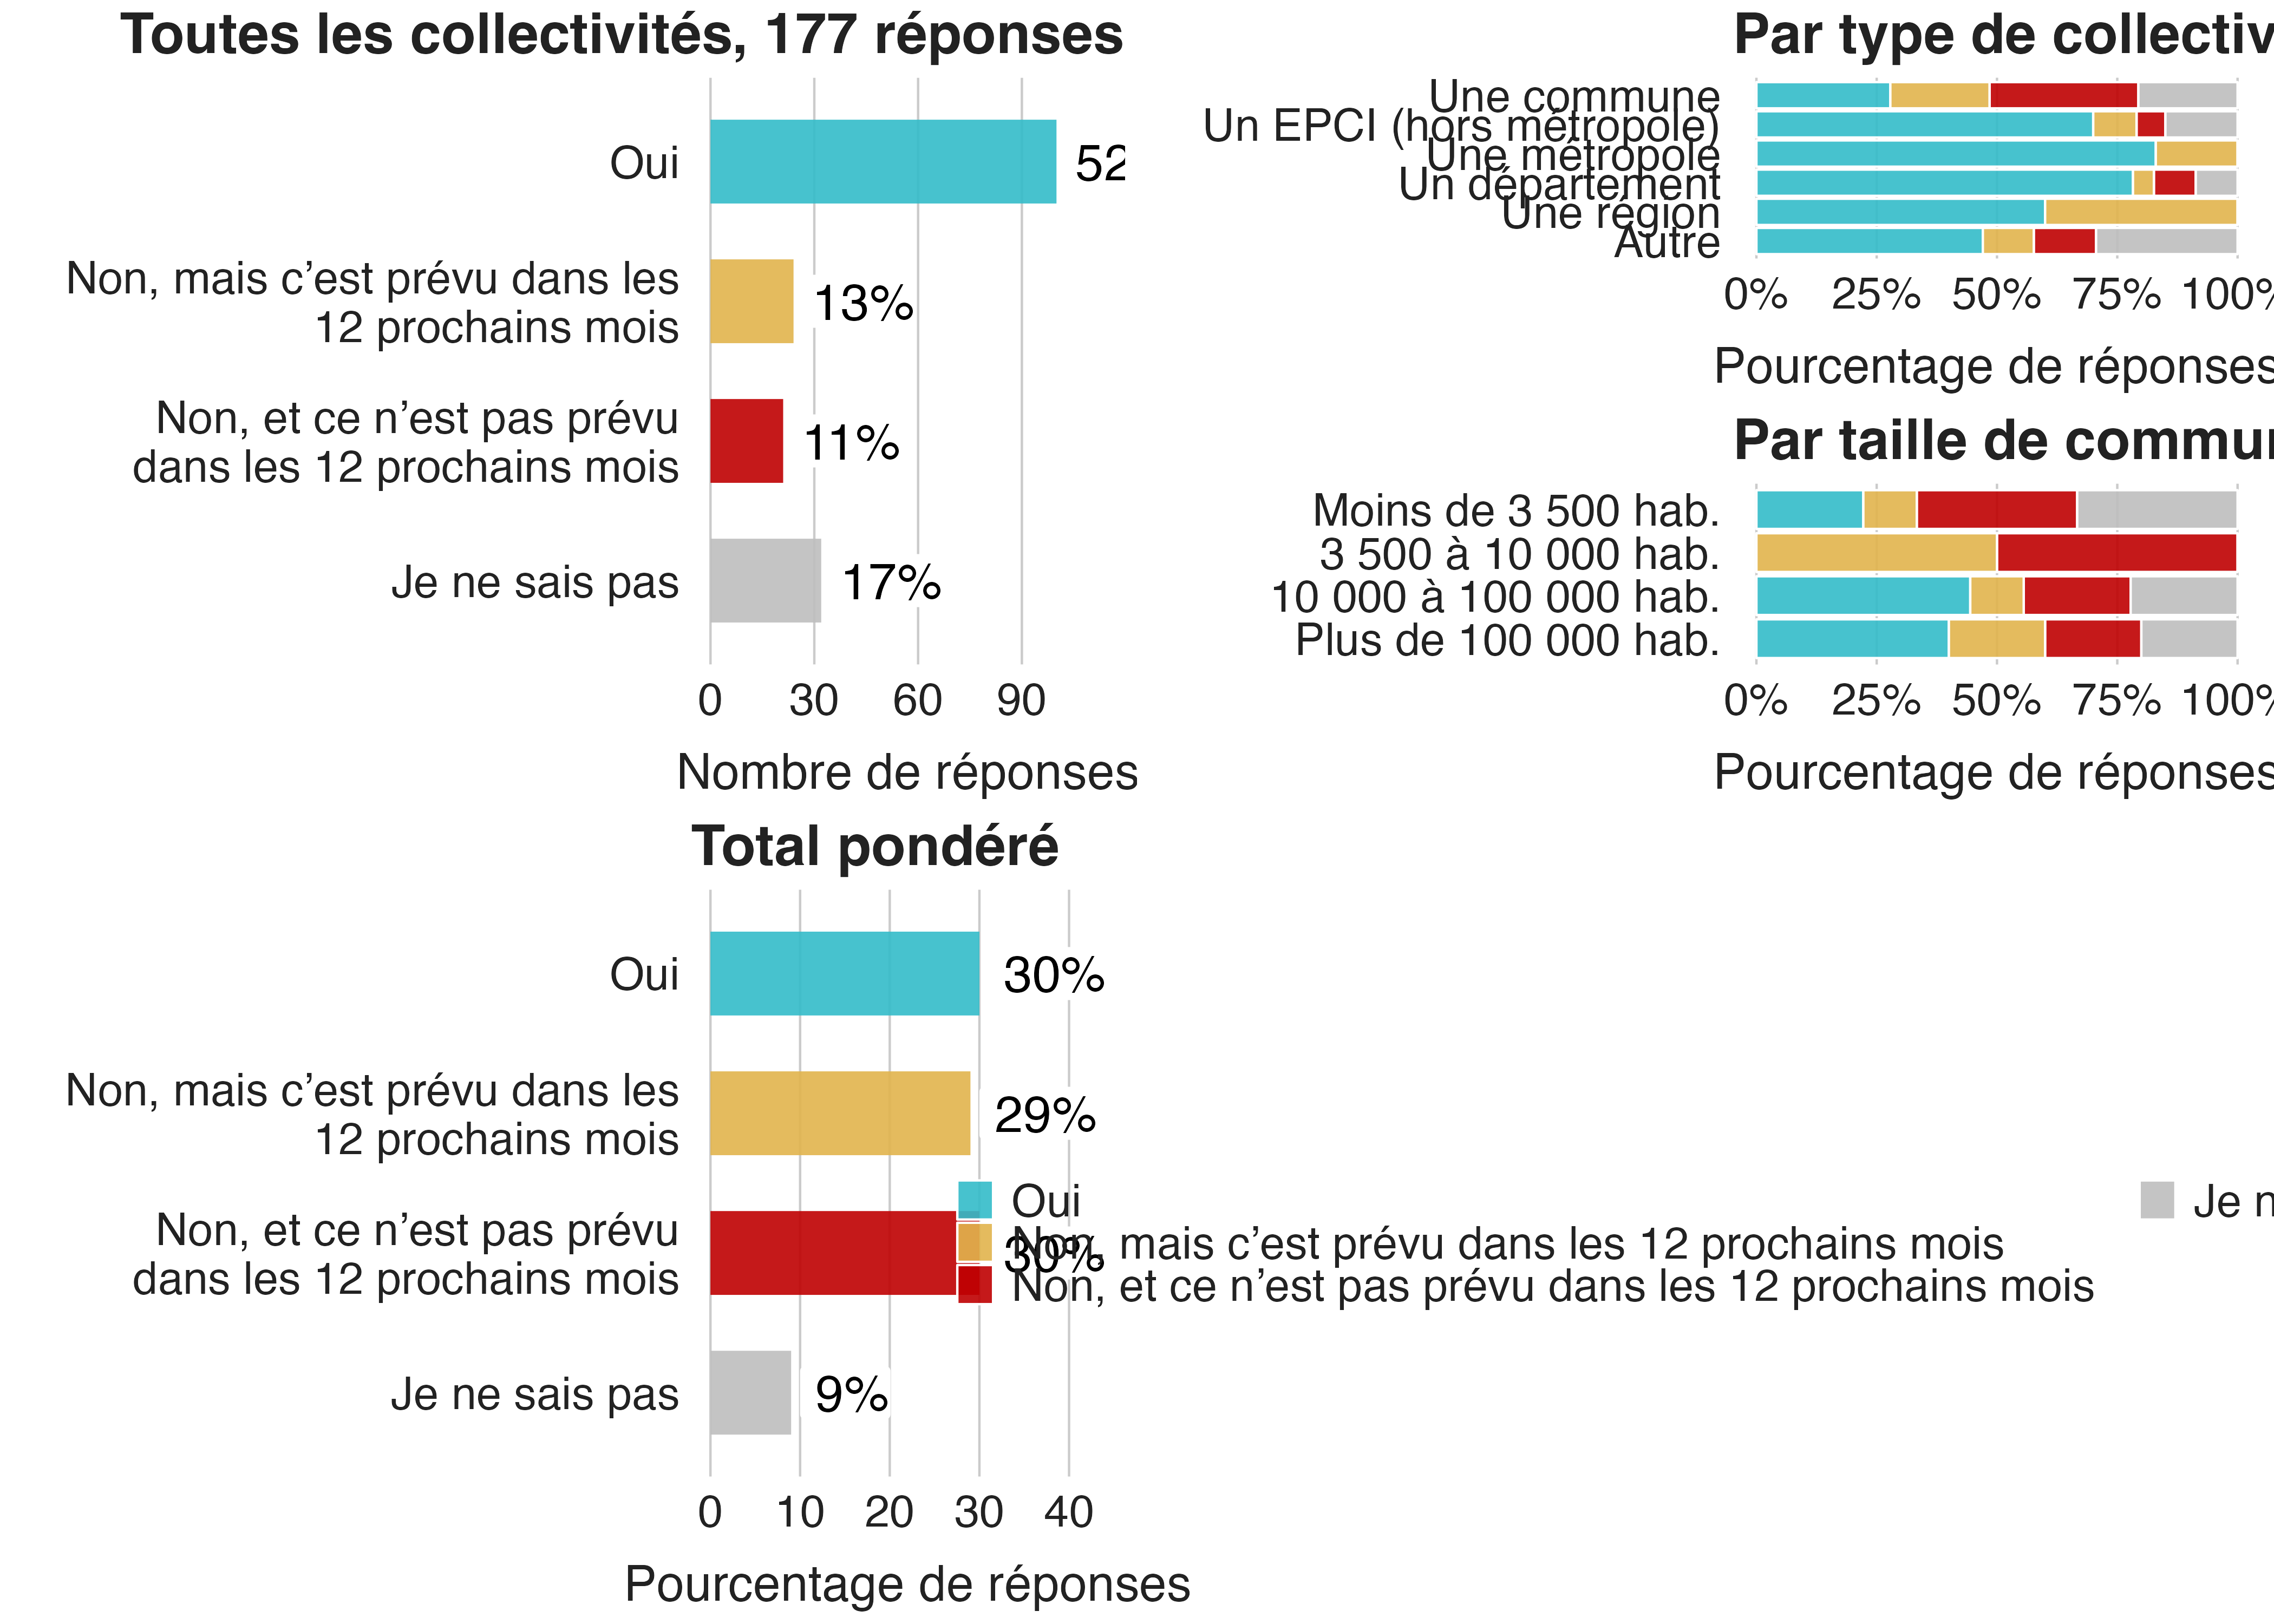 Toutes les collectivités, 177 réponses
Oui
52
Non, mais c’est prévu dans les
12 prochains mois
13%
Non, et ce n’est pas prévu
dans les 12 prochains mois
11%
Je ne sais pas
17%
0 30 60 90
Nombre de réponses
Par type de collectiv
Une commune
Un EPCI (hors métropole)
Une métropole
Un département
Une région
Autre
0% 25% 50% 75% 100%
Pourcentage de réponses
Par taille de commun
Moins de 3 500 hab.
3 500 à 10 000 hab.
10 000 à 100 000 hab.
Plus de 100 000 hab.
0% 25% 50% 75% 100%
Pourcentage de réponses
Total pondéré
Oui
30%
Non, mais c’est prévu dans les
12 prochains mois
29%
Non, et ce n’est pas prévu
dans les 12 prochains mois
30%
Je ne sais pas
9%
0 10 20 30 40
Pourcentage de réponses
Oui
Non, mais c’est prévu dans les 12 prochains mois
Non, et ce n’est pas prévu dans les 12 prochains mois
Je n